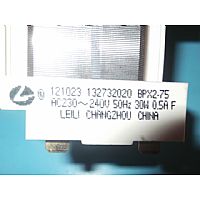 121023 132732020 BPX2-75
AC230～240V 50Hz 30W 0,5A F
LEILI CHANGZHOU CHINA